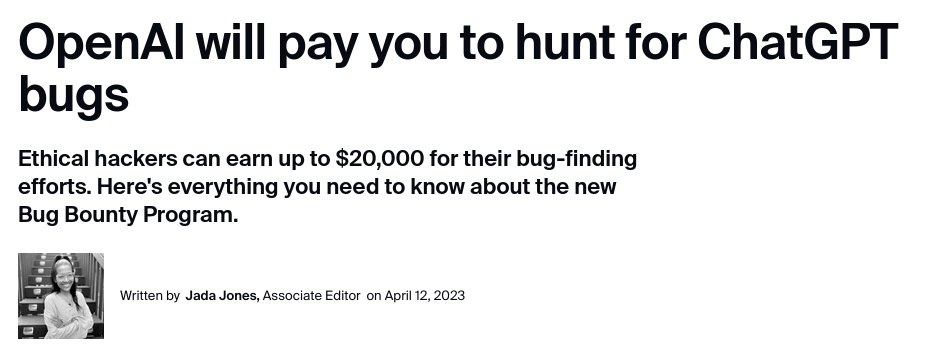 OpenAI will pay you to hunt for ChatGPT
bugs
Ethical hackers can earn up to $20,000 for their bug-finding
efforts. Here's everything you need to know about the new
Bug Bounty Program.
Written by Jada Jones, Associate Editor on April 12, 2023